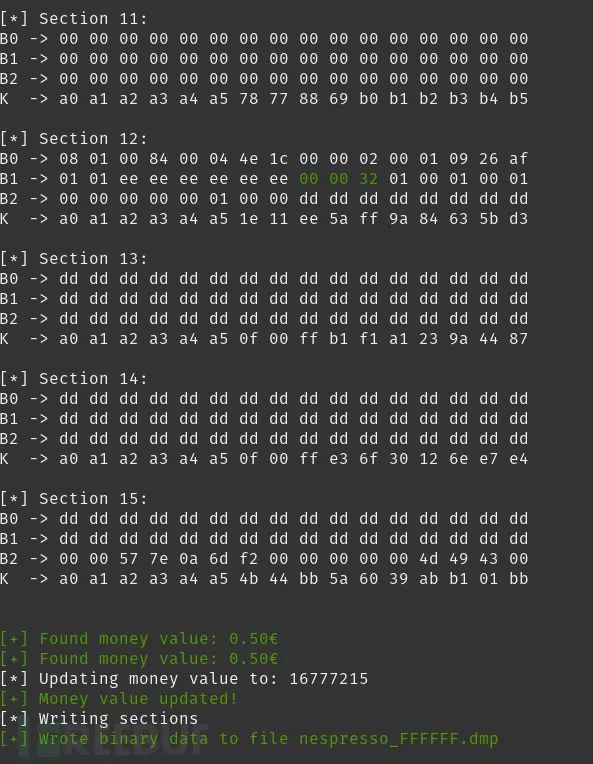 [*] Section 11:
B0 -> 00 00 00 00 00 00 00 00 00 00 00 00 00 00 00 00
B1 -> 00 00 00 00 00 00 00 00 00 00 00 00 00 00 00 00
B2 -> 00 00 00 00 00 00 00 00 00 00 00 00 00 00 00 00
K  -> a0 a1 a2 a3 a4 a5 78 77 88 69 b0 b1 b2 b3 b4 b5
[*] Section 12:
B0 -> 08 01 00 84 00 04 4e 1c 00 00 02 00 01 09 26 af
B1 -> 01 01 ee ee ee ee ee ee 00 00 32 01 00 01 00 01
B2 -> 00 00 00 00 00 01 00 00 dd dd dd dd dd dd dd dd
K  -> a0 a1 a2 a3 a4 a5 1e 11 ee 5a ff 9a 84 63 5b d3
[*] Section 13:
B0 -> dd dd dd dd dd dd dd dd dd dd dd dd dd dd dd dd
B1 -> dd dd dd dd dd dd dd dd dd dd dd dd dd dd dd dd
B2 -> dd dd dd dd dd dd dd dd dd dd dd dd dd dd dd dd
K  -> a0 a1 a2 a3 a4 a5 0f 00 ff b1 f1 a1 23 9a 44 87
[*] Section 14:
B0 -> dd dd dd dd dd dd dd dd dd dd dd dd dd dd dd dd
B1 -> dd dd dd dd dd dd dd dd dd dd dd dd dd dd dd dd
B2 -> dd dd dd dd dd dd dd dd dd dd dd dd dd dd dd dd
K  -> a0 a1 a2 a3 a4 a5 0f 00 ff e3 6f 30 12 6e e7 e4
[*] Section 15:
B0 -> dd dd dd dd dd dd dd dd dd dd dd dd dd dd dd dd
B1 -> dd dd dd dd dd dd dd dd dd dd dd dd dd dd dd dd
B2 -> 00 00 57 7e 0a 6d f2 00 00 00 00 00 4d 49 43 00
K  -> a0 a1 a2 a3 a4 a5 4b 44 bb 5a 60 39 ab b1 01 bb
[+] Found money value: 0.50€
[+] Found money value: 0.50€
[*] Updating money value to: 16777215
[+] Money value updated!
[*] Writing sections
[+] Wrote binary data to file nespresso_FFFFFF.dmp